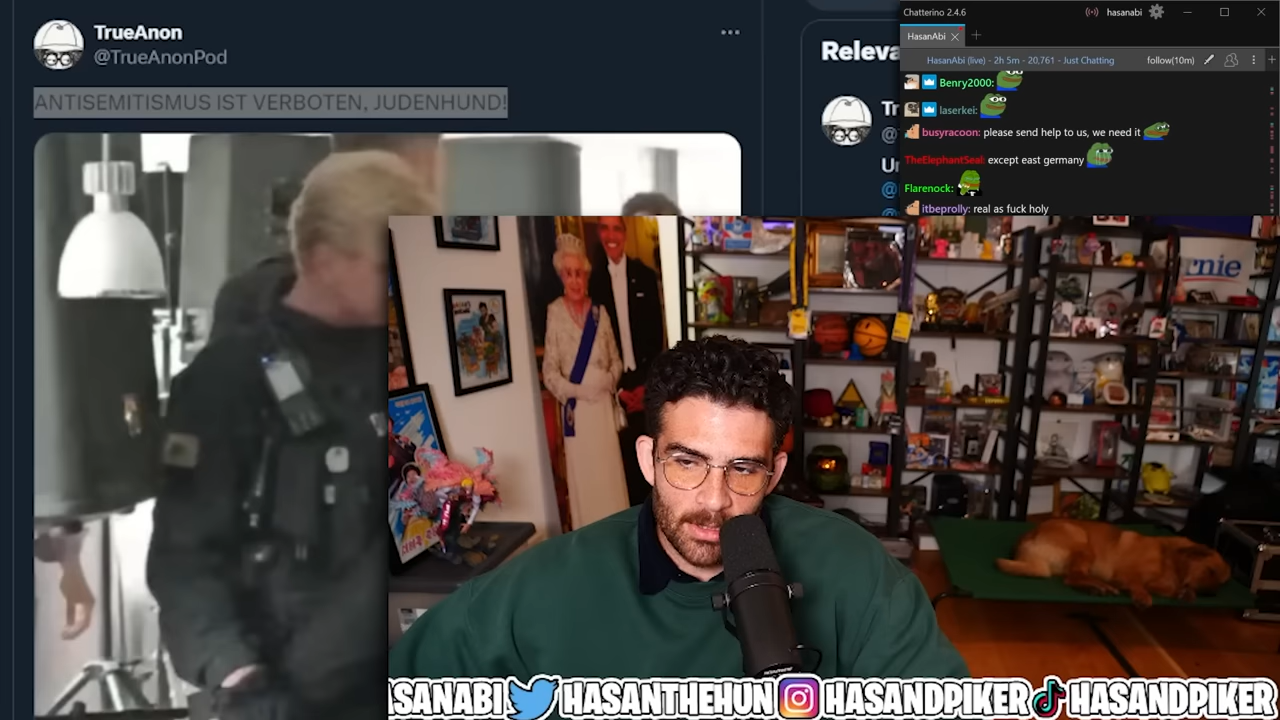 TrueAnon
@TrueAnonPod
ANTISEMITISMUS IST VERBOTEN, JUDENHUND!
Releva
Tr
@
Un
@
Chatterino 2.4.6
hasanabi
HasanAbi
HasanAbi (live) - 2h 5m - 20,761 - Just Chatting
follow(10m)
Benry2000:
laserkei:
busyracoon: please send help to us, we need it
TheElephantSeal: except east germany
Flarenock:
itbeprolly: real as fuck holy
rnie
ASANABI HASANTHEHUN HASANDPIKER HASANDPIKER